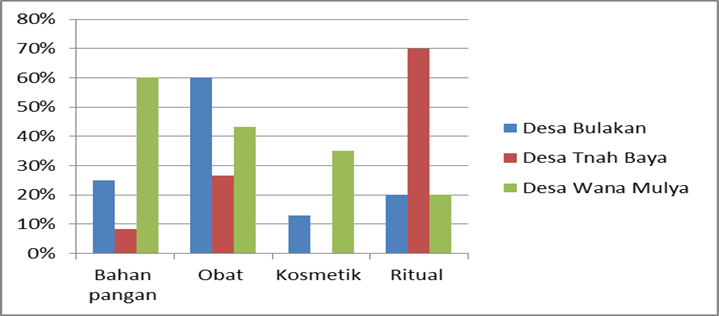 80%
70%
60%
50%
40%
30%
20%
10%
0%
Bahan pangan
Obat
Kosmetik
Ritual
Desa Bulakan
Desa Tnah Baya
Desa Wana Mulya